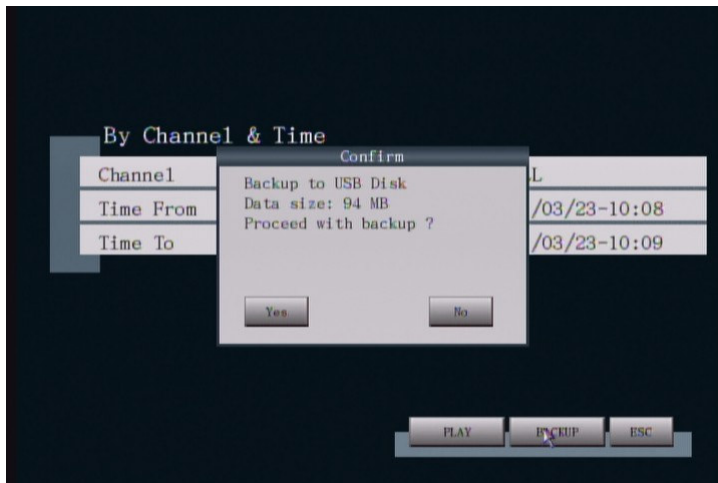 By Channel & Time
Confirm
Channel
Time From
Time To
Backup to USB Disk
Data size: 94 MB
Proceed with backup ?
Yes
No
L
/03/23-10:08
/03/23-10:09
PLAY
BACKUP
ESC